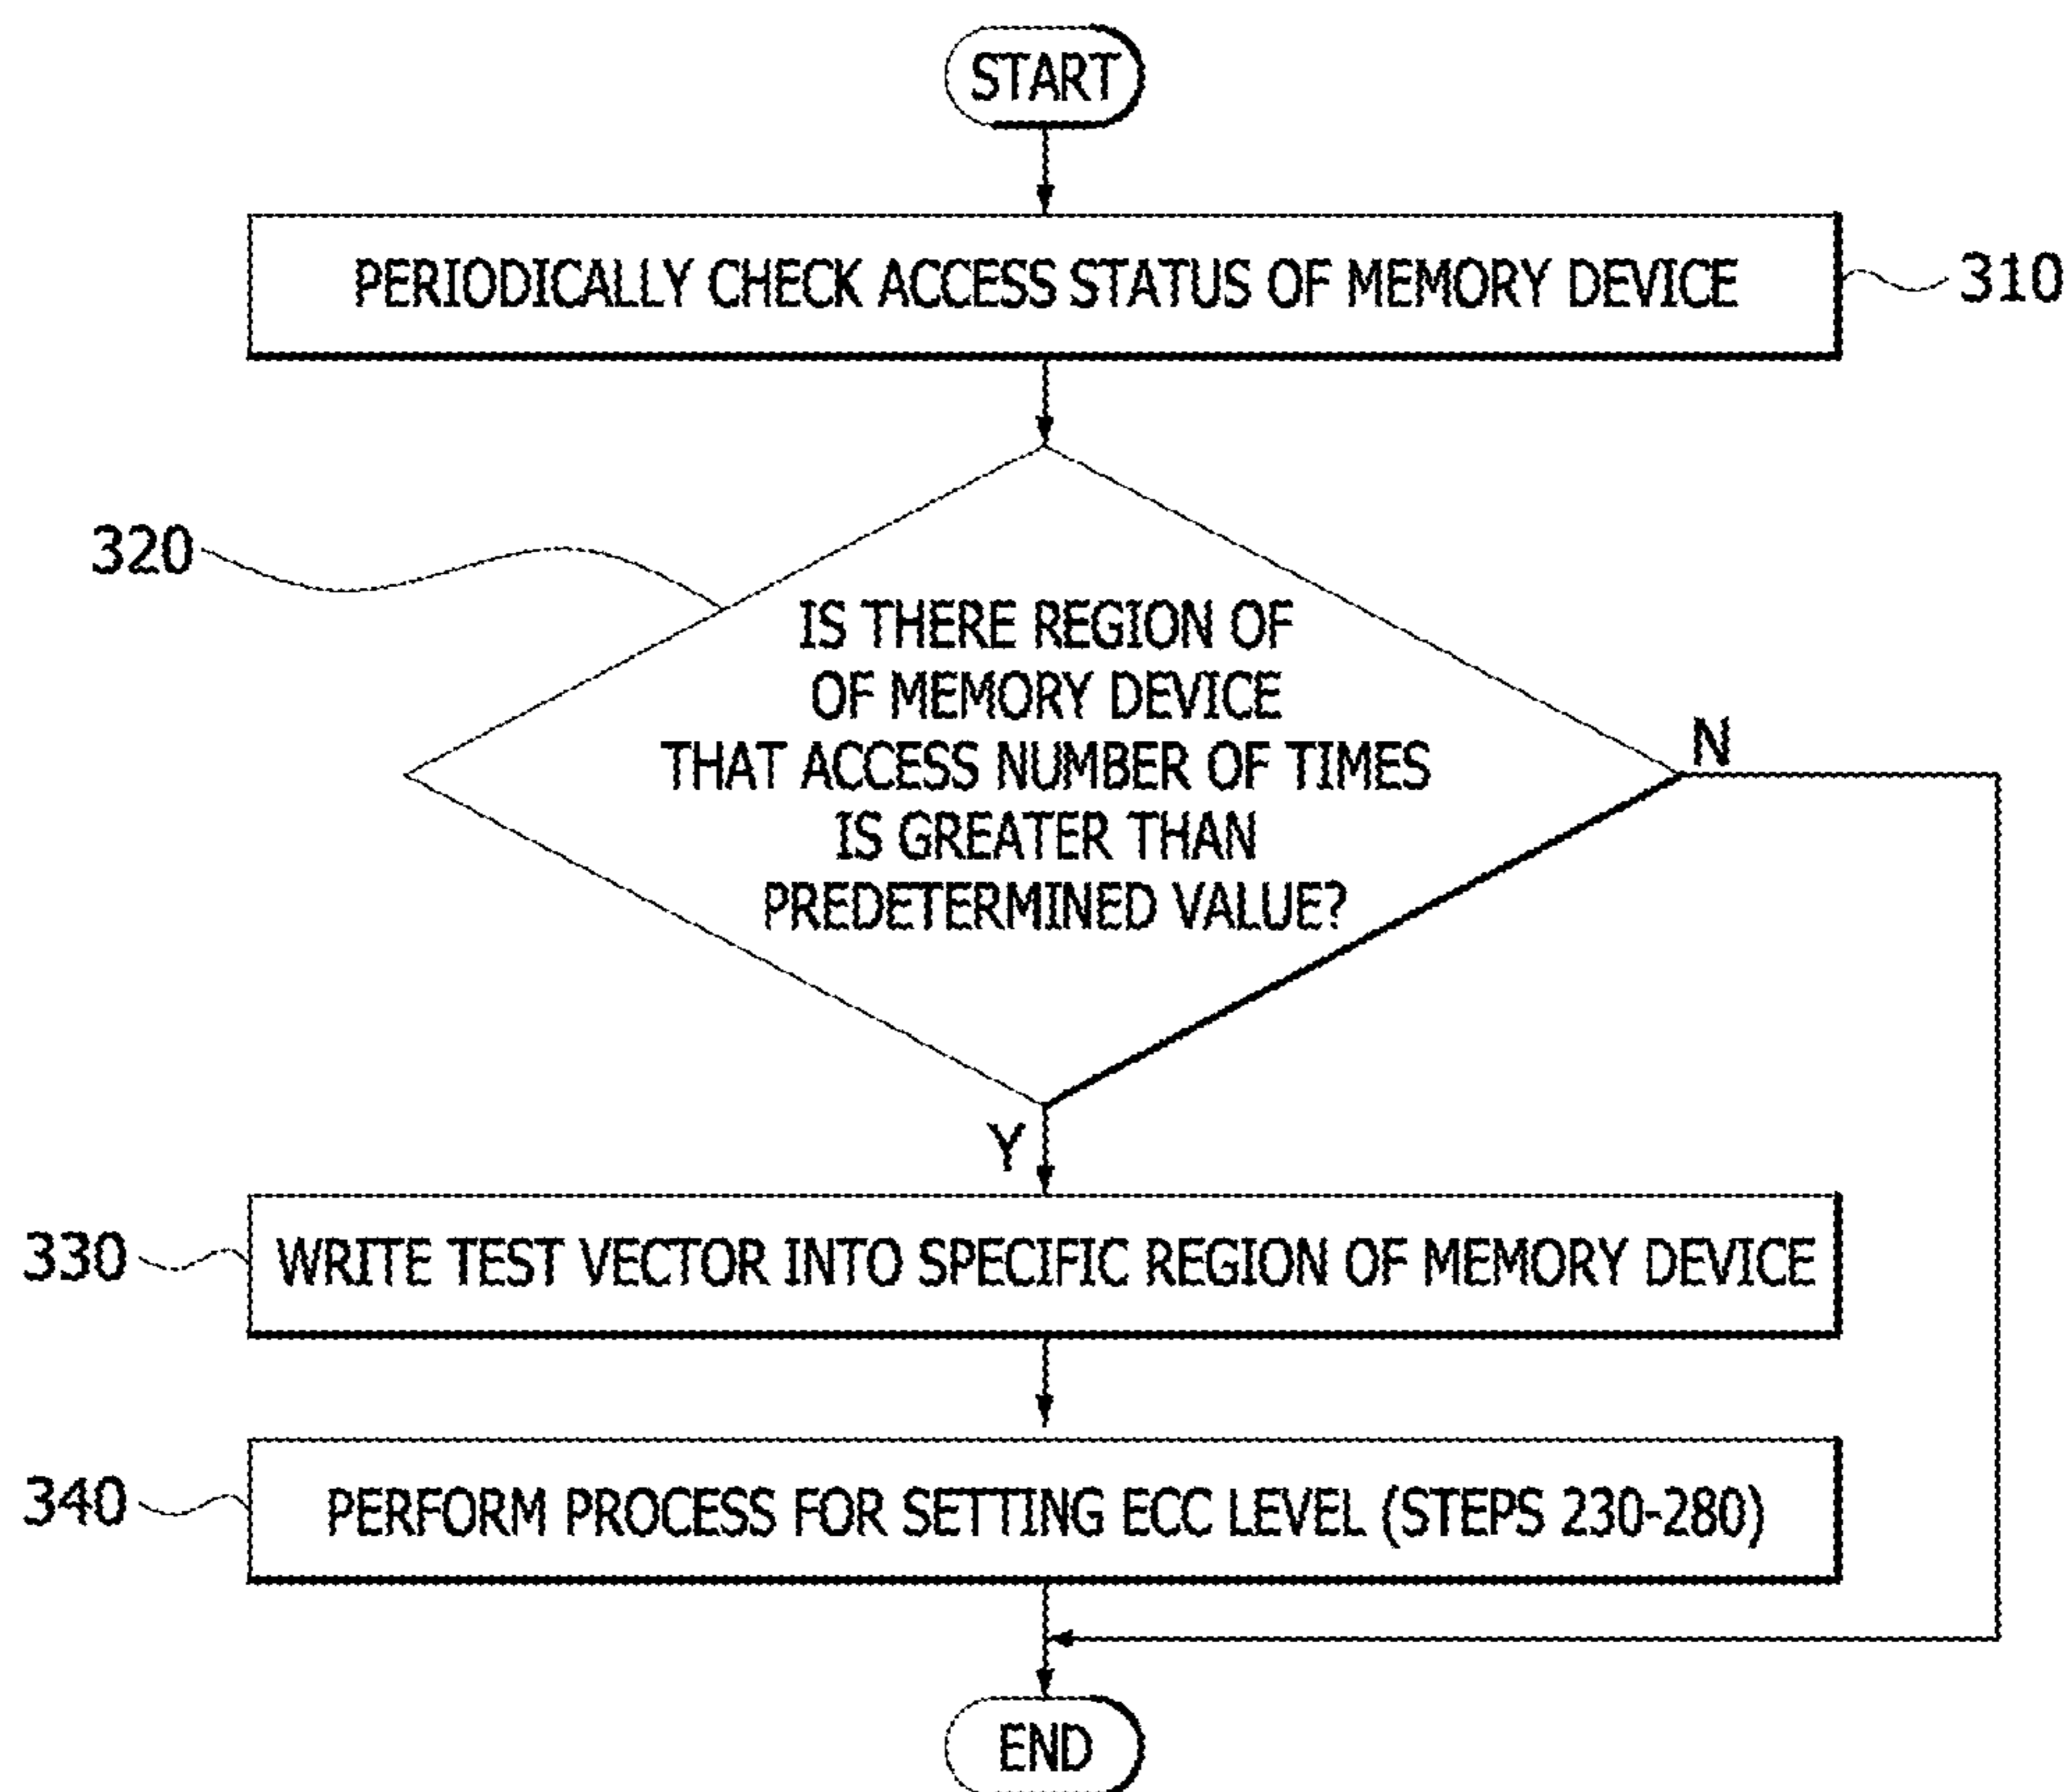 START
PERIODICALLY CHECK ACCESS STATUS OF MEMORY DEVICE
310
320
IS THERE REGION OF
OF MEMORY DEVICE
THAT ACCESS NUMBER OF TIMES
IS GREATER THAN
PREDETERMINED VALUE?
N
Y
330
WRITE TEST VECTOR INTO SPECIFIC REGION OF MEMORY DEVICE
340
PERFORM PROCESS FOR SETTING ECC LEVEL (STEPS 230-280)
END